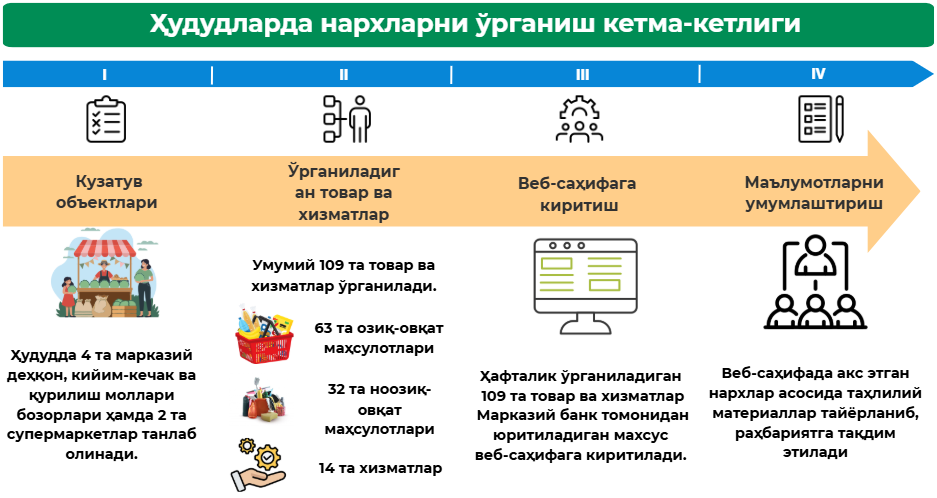 Ҳудудларда нархларни ўрганиш кетма-кетлиги
I
II
III
IV
Кузатув
объектлари
Ўрганиладиг
ан товар ва
хизматлар
Веб-саҳифага
киритиш
Маълумотларни
умумлаштириш
Ҳудудда 4 та марказий
деҳқон, кийим-кечак ва
қурилиш моллари
бозорлари ҳамда 2 та
супермаркетлар танлаб
олинади.
Умумий 109 та товар ва
хизматлар ўрганилади.
63 та озиқ-овқат
маҳсулотлари
32 та ноозиқ-
овқат
маҳсулотлари
14 та хизматлар
Ҳафталик ўрганиладиган
109 та товар ва хизматлар
Марказий банк томонидан
юритиладиган махсус
веб-саҳифага киритилади.
Веб-саҳифада акс этган
нархлар асосида таҳлилий
материаллар тайёрланиб,
раҳбариятга тақдим
этилади